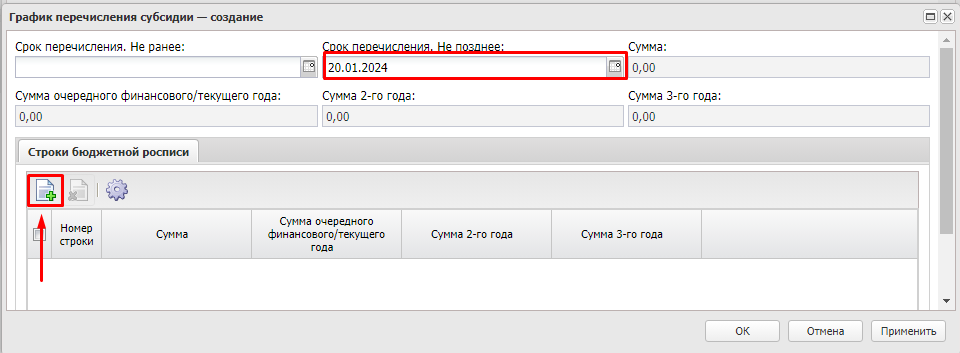 График перечисления субсидии — создание
Срок перечисления. Не ранее:
Срок перечисления. Не позднее:
Сумма:
20.01.2024
0,00
Сумма очередного финансового/текущего года:
Сумма 2-го года:
Сумма 3-го года:
0,00
0,00
0,00
Строки бюджетной росписи
Номер
строки
Сумма
Сумма очередного
финансового/текущего
года
Сумма 2-го года
Сумма 3-го года
ОК
Отмена
Применить